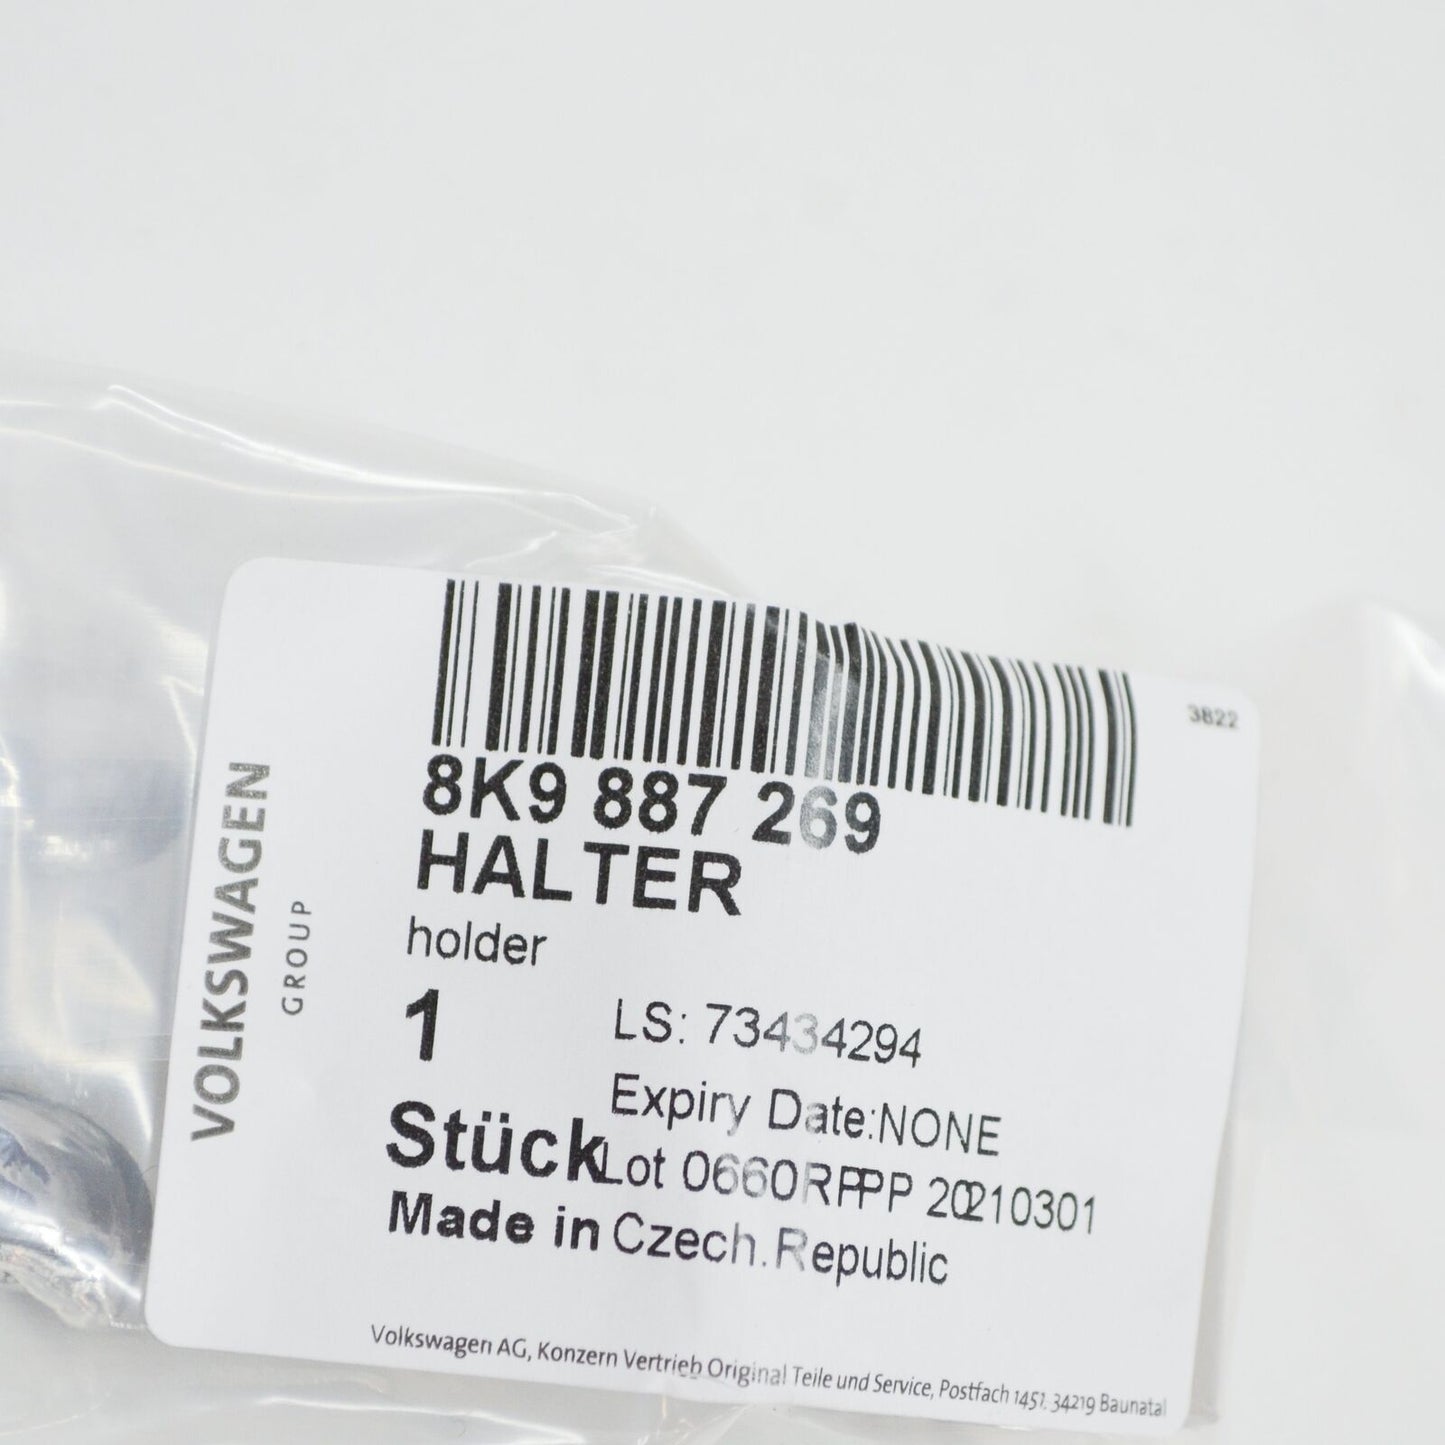 3822
8K9 887 269
HALTER
holder
1
Stück
LS: 73434294
Expiry Date:NONE
Lot 0660RPPP 20210301
Made in Czech.Republic
Volkswagen AG, Konzern Vertrieb Original Teile und Service, Postfach 1451, 34219 Baunatal
VOLKSWAGEN
GROUP